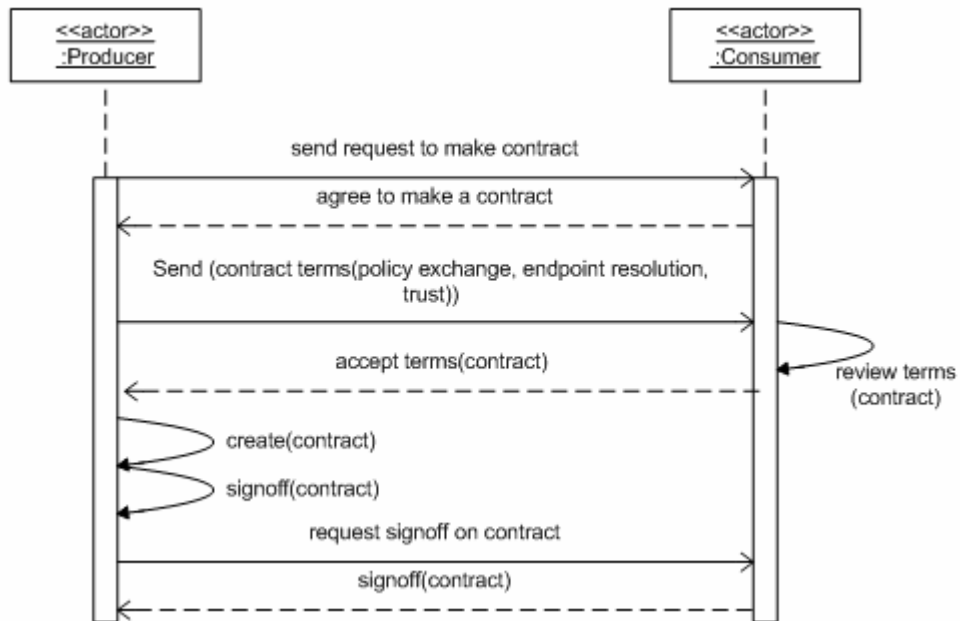 <<actor>>
:Producer
<<actor>>
:Consumer
send request to make contract
agree to make a contract
Send (contract terms(policy exchange, endpoint resolution,
trust))
accept terms(contract)
review terms
(contract)
create(contract)
signoff(contract)
request signoff on contract
signoff(contract)